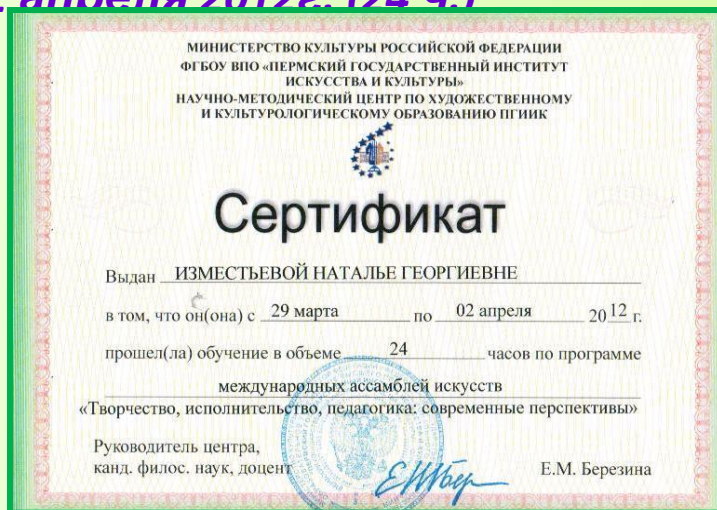 апреля 2012г. (24 ч.)
МИНИСТЕРСТВО КУЛЬТУРЫ РОССИЙСКОЙ ФЕДЕРАЦИИ
ФГБОУ ВПО «ПЕРМСКИЙ ГОСУДАРСТВЕННЫЙ ИНСТИТУТ
ИСКУССТВА И КУЛЬТУРЫ»
НАУЧНО-МЕТОДИЧЕСКИЙ ЦЕНТР ПО ХУДОЖЕСТВЕННОМУ
И КУЛЬТУРОЛОГИЧЕСКОМУ ОБРАЗОВАНИЮ ПГИИК
Сертификат
Выдан ИЗМЕСТЬЕВОЙ НАТАЛЬЕ ГЕОРГИЕВНЕ
в том, что он(она) с 29 марта по 02 апреля 2012 г.
прошел(ла) обучение в объеме 24 часов по программе
международных ассамблей искусств
«Творчество, исполнительство, педагогика: современные перспективы»
Руководитель центра,
канд. филос. наук, доцент Е.М. Березина